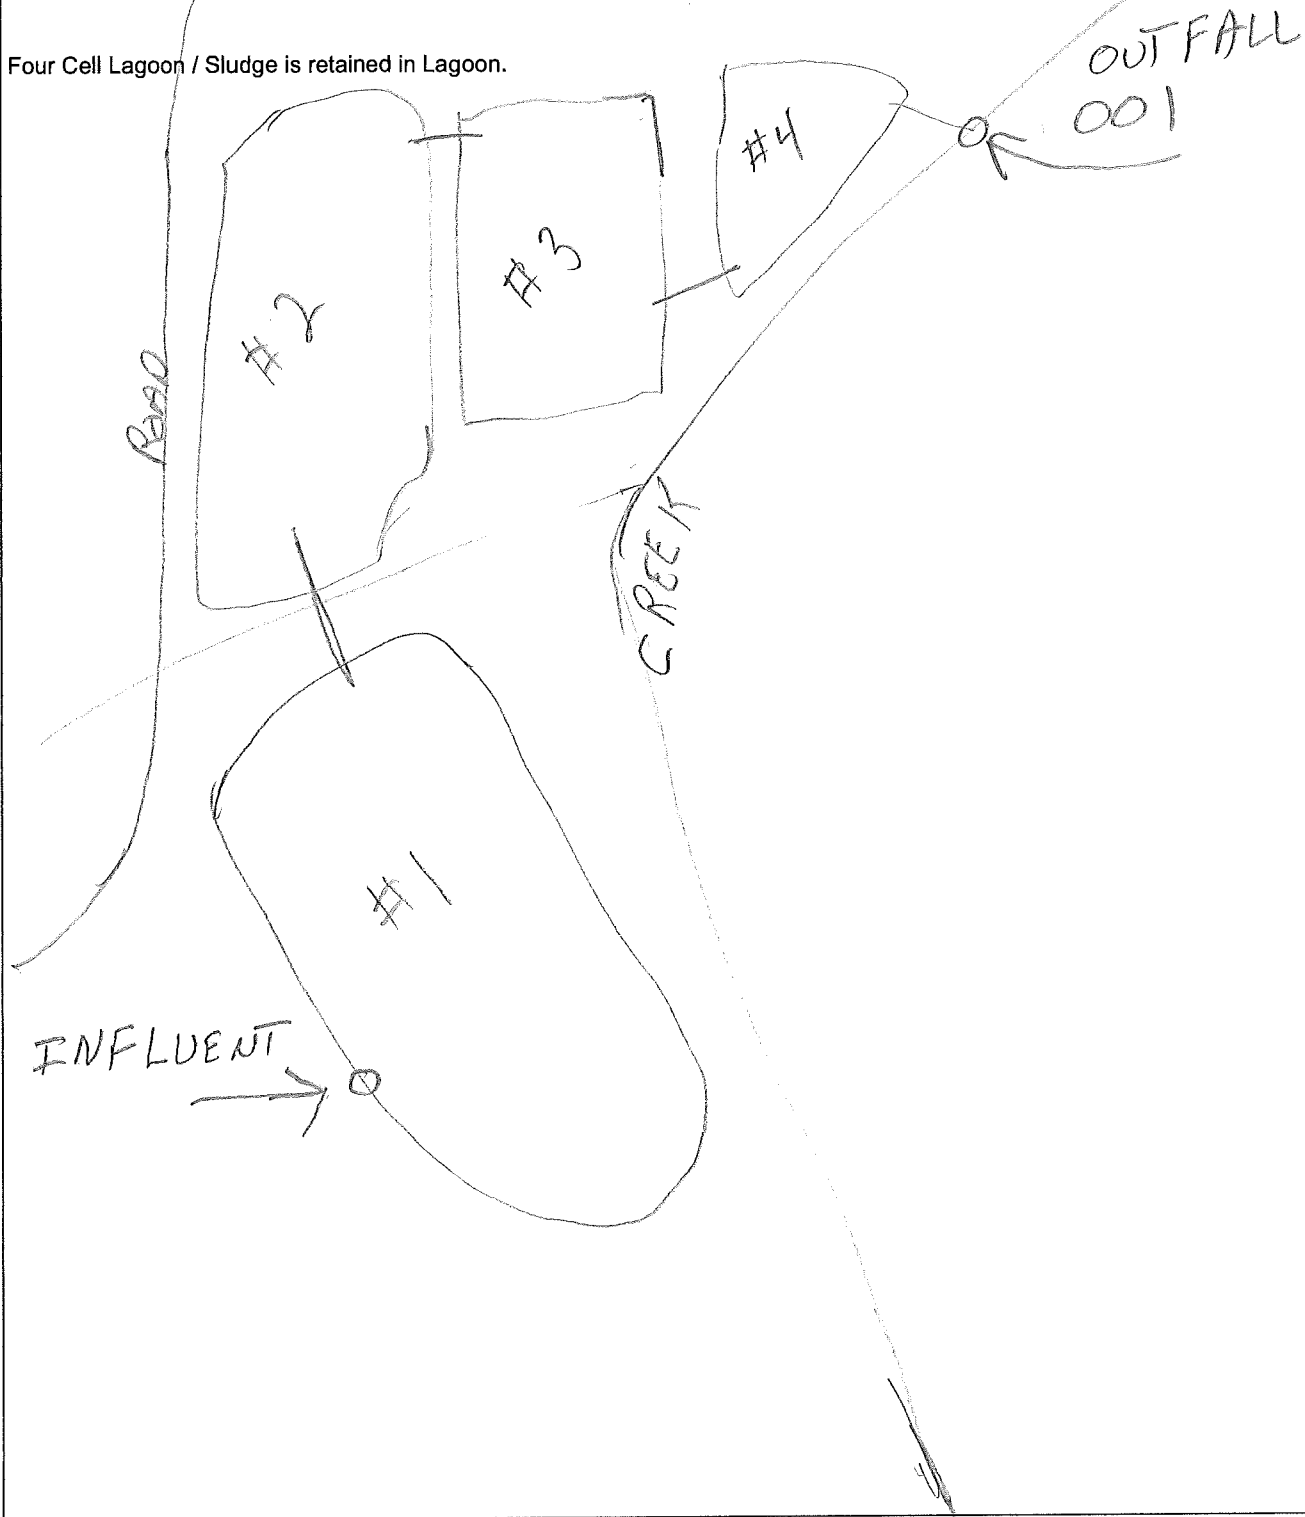 Four Cell Lagoon / Sludge is retained in Lagoon.
OUTFALL
001
#4
#3
#2
ROAD
CREEK
#1
INFLUENT